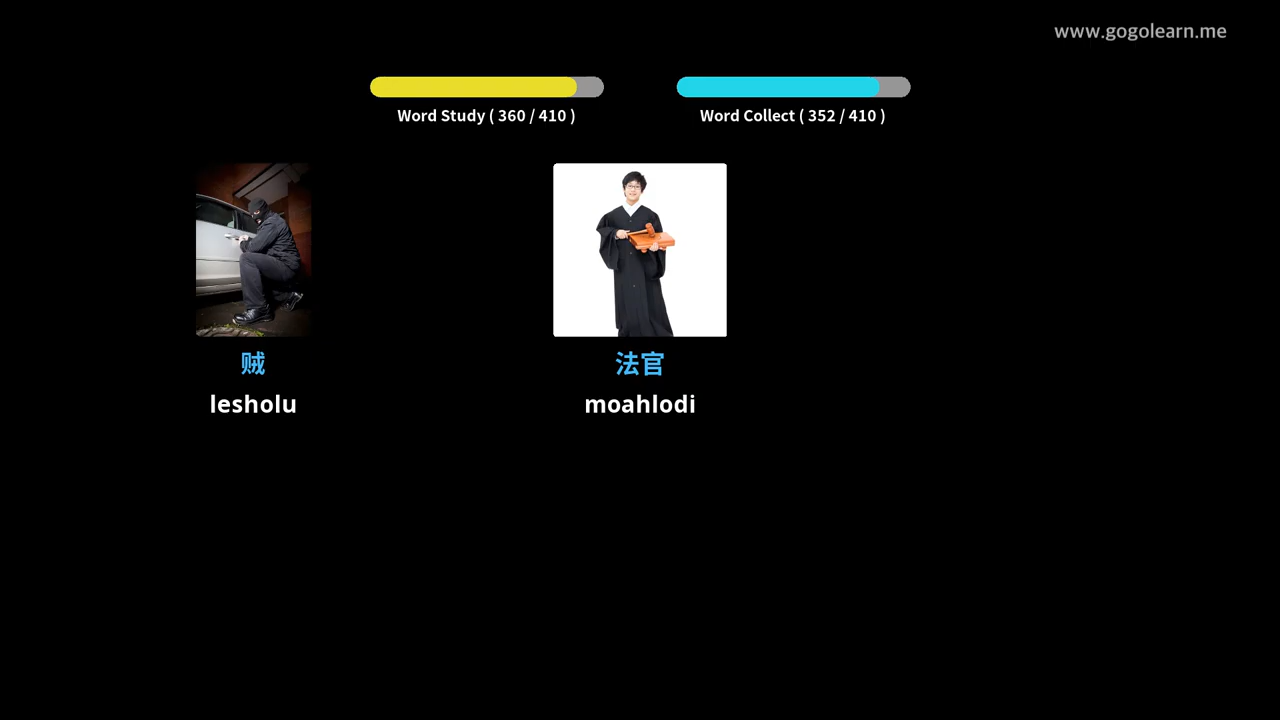 www.gogolearn.me
Word Study ( 360 / 410 )
Word Collect ( 352 / 410 )
贼
法官
lesholu
moahlodi